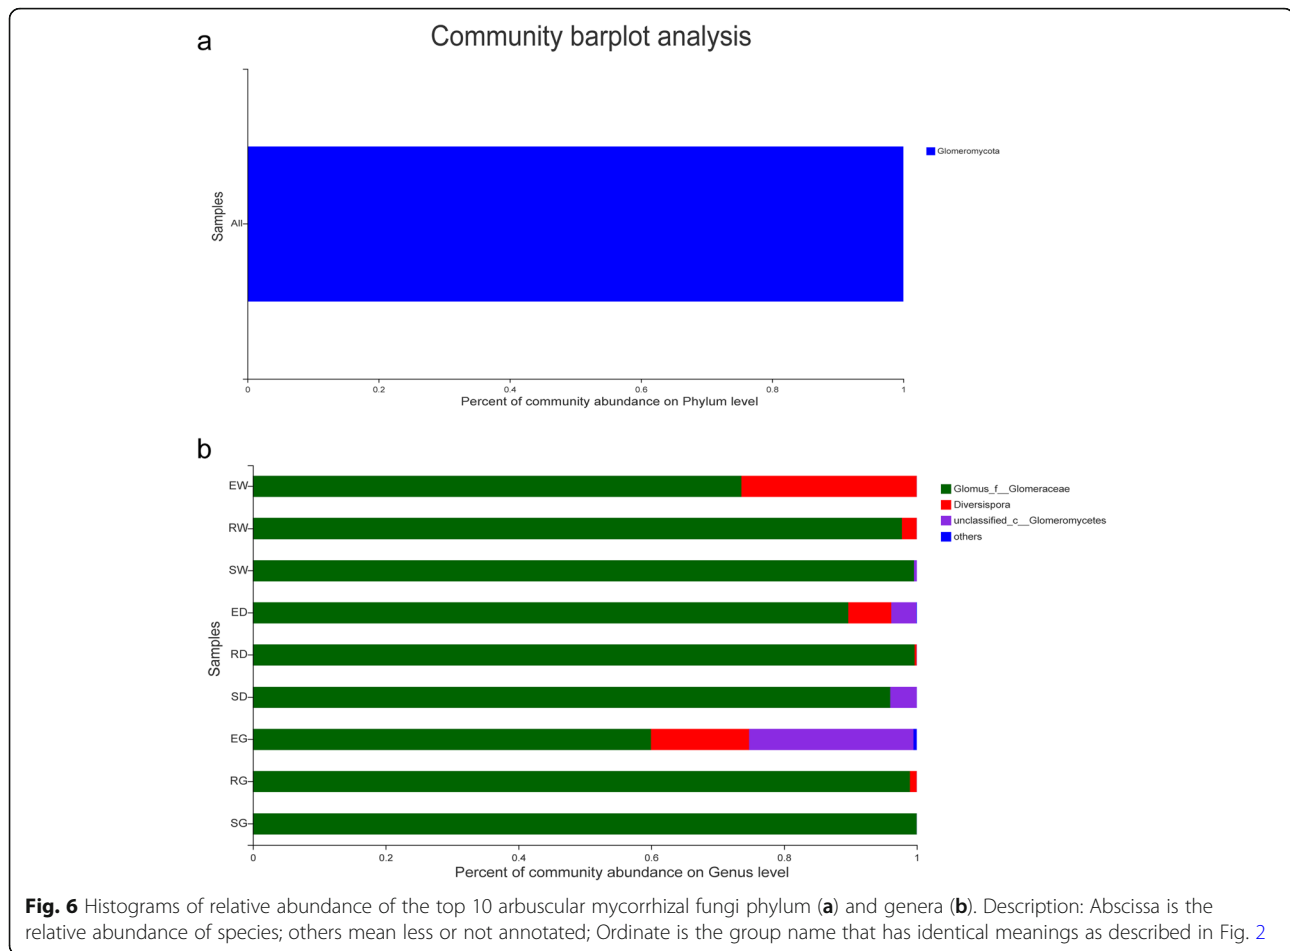 a
Community barplot analysis
Samples
All
Glomeromycota
0 0.2 0.4 0.6 0.8 1
Percent of community abundance on Phylum level
b
Samples
EW
RW
SW
ED
RD
SD
EG
RG
SG
Glomus_f__Glomeraceae
Diversispora
unclassified_c__Glomeromycetes
others
0 0.2 0.4 0.6 0.8 1
Percent of community abundance on Genus level
Fig. 6 Histograms of relative abundance of the top 10 arbuscular mycorrhizal fungi phylum (a) and genera (b). Description: Abscissa is the
relative abundance of species; others mean less or not annotated; Ordinate is the group name that has identical meanings as described in Fig. 2